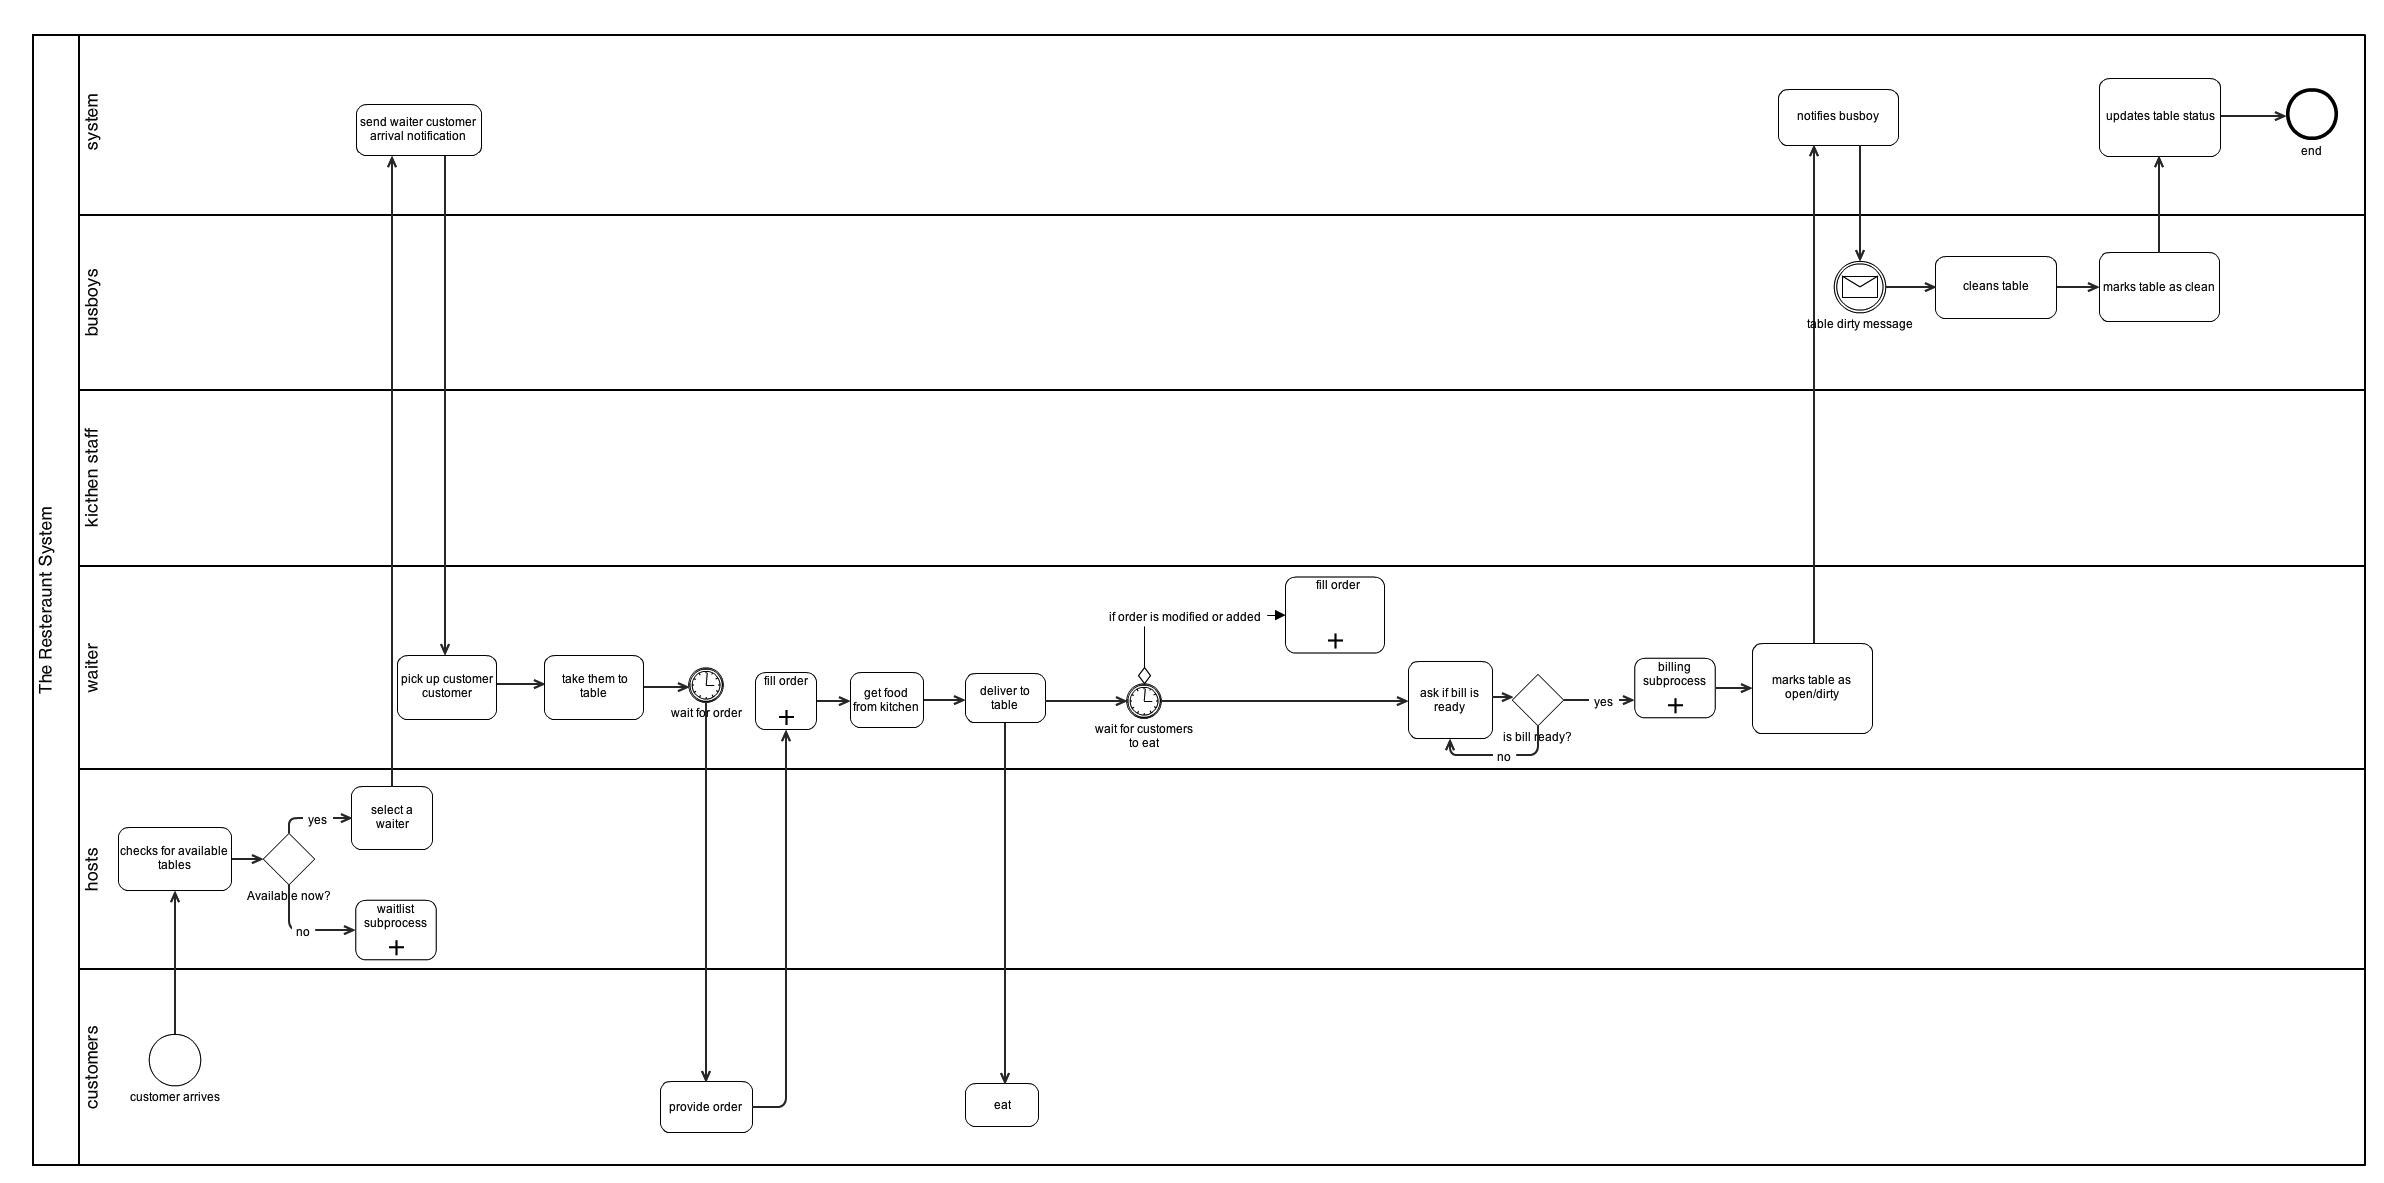 The Resteraunt System
system
send waiter customer
arrival notification
notifies busboy
updates table status
end
busboys
table dirty message
cleans table
marks table as clean
kicthen staff
waiter
pick up customer
customer
take them to
table
wait for order
fill order
get food
from kitchen
deliver to
table
if order is modified or added
fill order
wait for customers
to eat
ask if bill is
ready
is bill ready?
no
yes
billing
subprocess
marks table as
open/dirty
hosts
checks for available
tables
Available now?
yes
select a
waiter
no
waitlist
subprocess
customers
customer arrives
provide order
eat